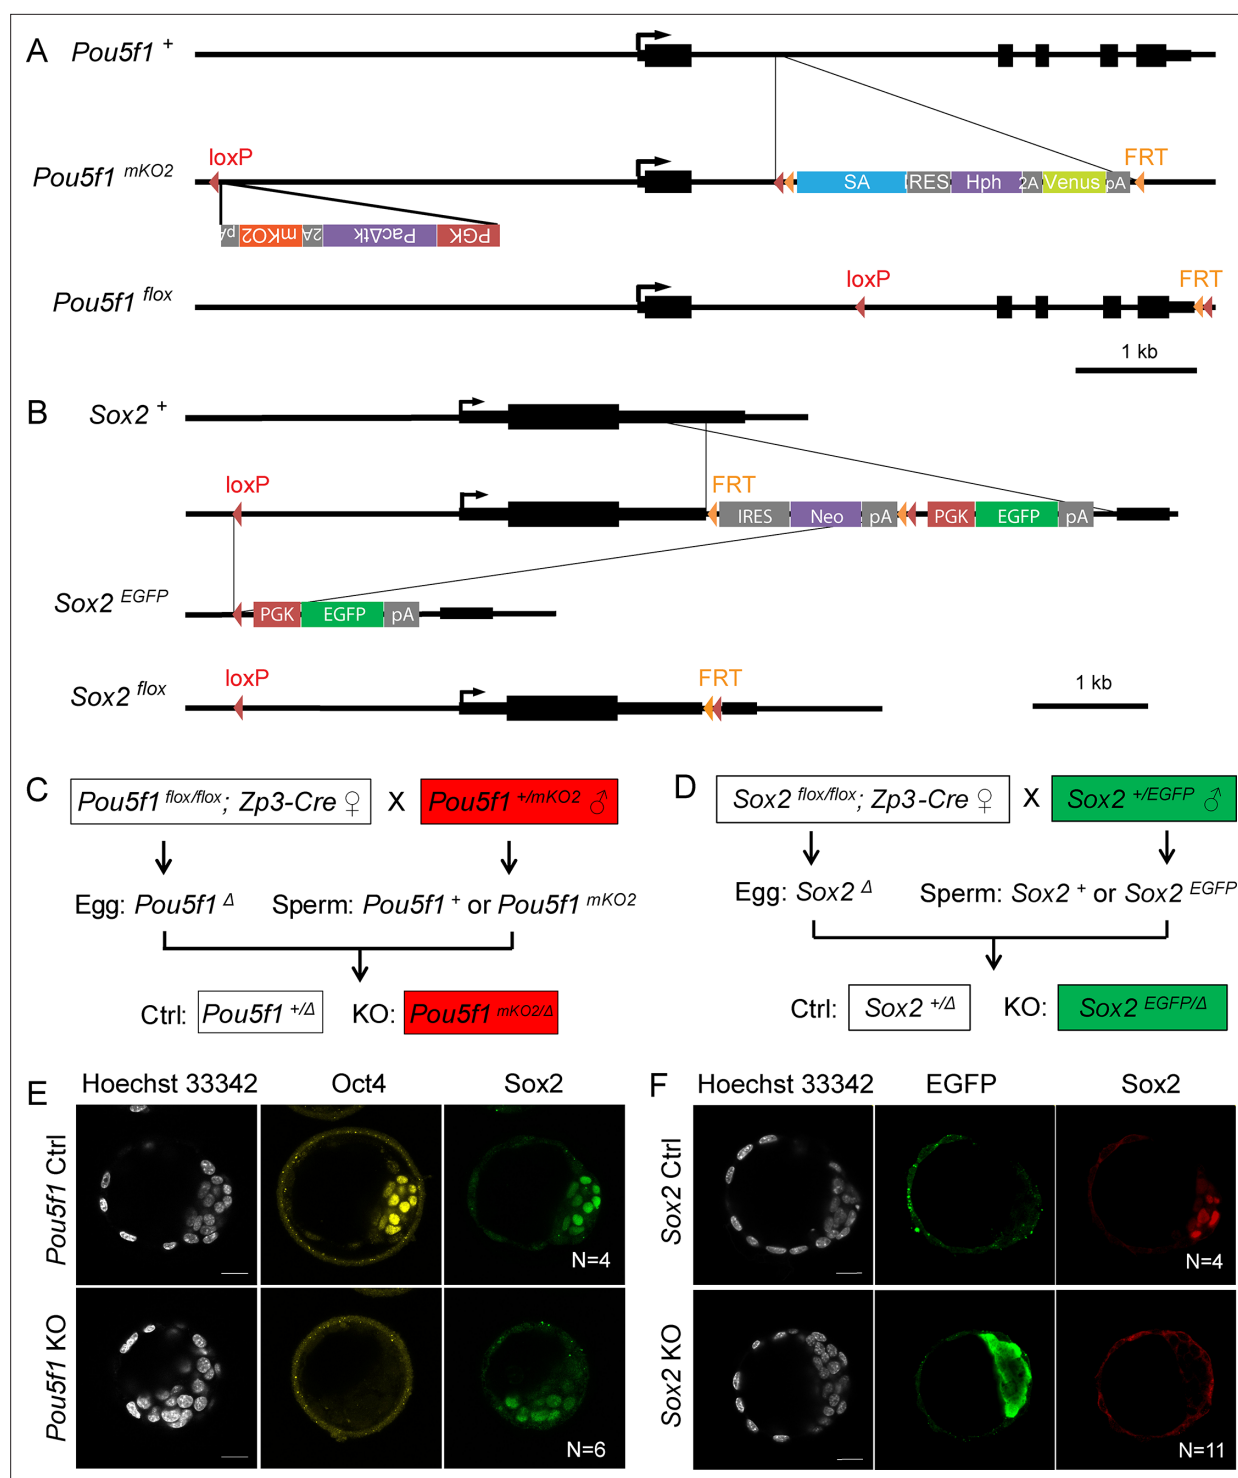 A
Pou5f1 +
loxP
FRT
Pou5f1 mKO2
SA IRES Hph 2A Venus pA
pA mKO2 2A PacΔtk PGK
loxP
FRT
Pou5f1 flox
1 kb
B
Sox2 +
loxP
FRT
IRES Neo pA PGK EGFP pA
Sox2 EGFP
PGK EGFP pA
loxP
FRT
Sox2 flox
1 kb
C
Pou5f1 flox/flox; Zp3-Cre ♀ X Pou5f1 +/mKO2 ♂
Egg: Pou5f1 Δ
Sperm: Pou5f1 + or Pou5f1 mKO2
Ctrl: Pou5f1 +/Δ
KO: Pou5f1 mKO2/Δ
D
Sox2 flox/flox; Zp3-Cre ♀ X Sox2 +/EGFP ♂
Egg: Sox2 Δ
Sperm: Sox2 + or Sox2 EGFP
Ctrl: Sox2 +/Δ
KO: Sox2 EGFP/Δ
E
Hoechst 33342
Oct4
Sox2
Pou5f1 Ctrl
N=4
Pou5f1 KO
N=6
F
Hoechst 33342
EGFP
Sox2
Sox2 Ctrl
N=4
Sox2 KO
N=11